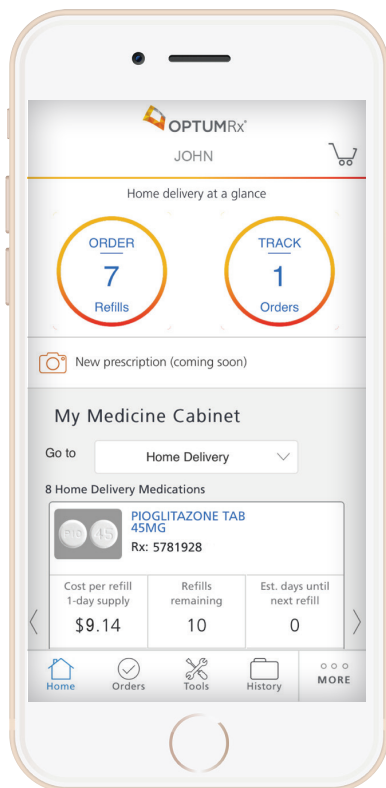 OPTUMRx®
JOHN
Home delivery at a glance
ORDER
7
Refills
TRACK
1
Orders
New prescription (coming soon)
My Medicine Cabinet
Go to
Home Delivery
8 Home Delivery Medications
PIO 45
PIOGLITAZONE TAB
45MG
Rx: 5781928
Cost per refill
1-day supply
$9.14
Refills
remaining
10
Est. days until
next refill
0
Home
Orders
Tools
History
MORE